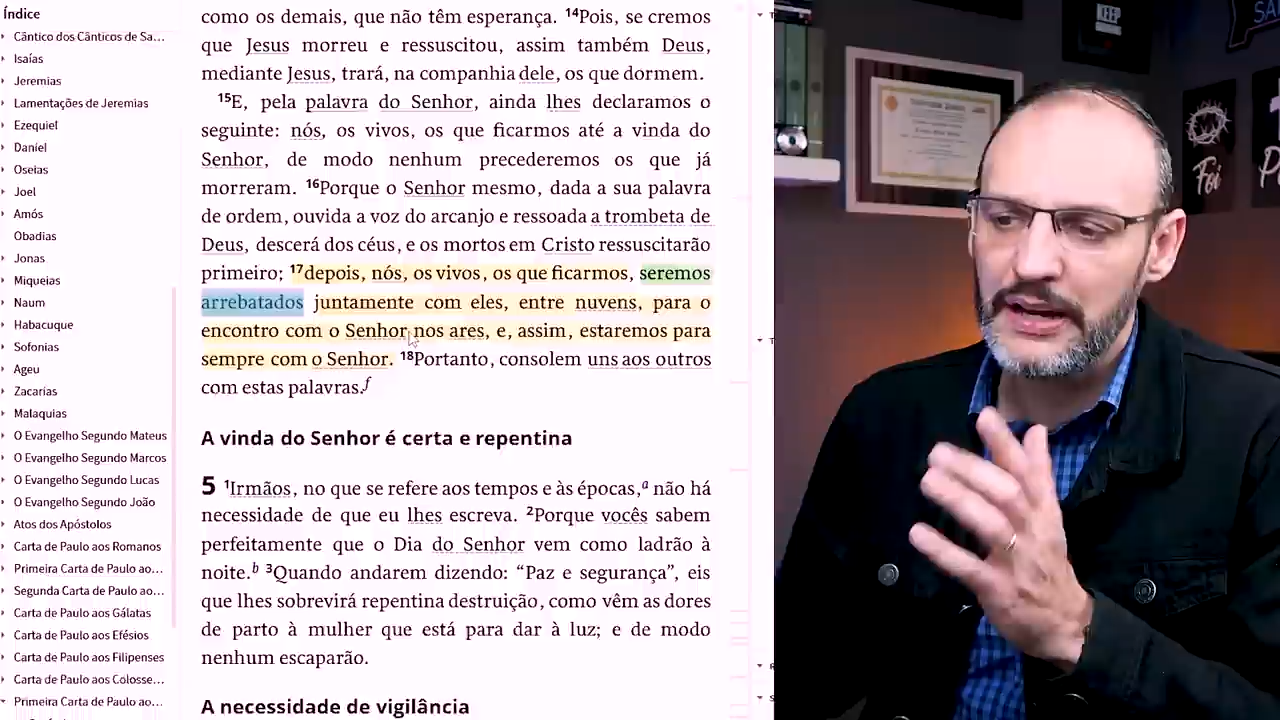 Índice
Cântico dos Cânticos de Sa...
Isaías
Jeremias
Lamentações de Jeremias
Ezequiel
Daniel
Oseias
Joel
Amós
Obadias
Jonas
Miqueias
Naum
Habacuque
Sofonias
Ageu
Zacarias
Malaquias
O Evangelho Segundo Mateus
O Evangelho Segundo Marcos
O Evangelho Segundo Lucas
O Evangelho Segundo João
Atos dos Apóstolos
Carta de Paulo aos Romanos
Primeira Carta de Paulo ao...
Segunda Carta de Paulo ao...
Carta de Paulo aos Gálatas
Carta de Paulo aos Efésios
Carta de Paulo aos Filipenses
Carta de Paulo aos Colosse...
Primeira Carta de Paulo ao...
como os demais, que não têm esperança. 14Pois, se cremos
que Jesus morreu e ressuscitou, assim também Deus,
mediante Jesus, trará, na companhia dele, os que dormem.
15E, pela palavra do Senhor, ainda lhes declaramos o
seguinte: nós, os vivos, os que ficarmos até a vinda do
Senhor, de modo nenhum precederemos os que já
morreram. 16Porque o Senhor mesmo, dada a sua palavra
de ordem, ouvida a voz do arcanjo e ressoada a trombeta de
Deus, descerá dos céus, e os mortos em Cristo ressuscitarão
primeiro; 17depois, nós, os vivos, os que ficarmos, seremos
arrebatados juntamente com eles, entre nuvens, para o
encontro com o Senhor nos ares, e, assim, estaremos para
sempre com o Senhor. 18Portanto, consolem uns aos outros
com estas palavras.f
A vinda do Senhor é certa e repentina
5 1Irmãos, no que se refere aos tempos e às épocas,a não há
necessidade de que eu lhes escreva. 2Porque vocês sabem
perfeitamente que o Dia do Senhor vem como ladrão à
noite.b 3Quando andarem dizendo: “Paz e segurança”, eis
que lhes sobrevirá repentina destruição, como vêm as dores
de parto à mulher que está para dar à luz; e de modo
nenhum escaparão.
A necessidade de vigilância
KEEP
SA
Foi